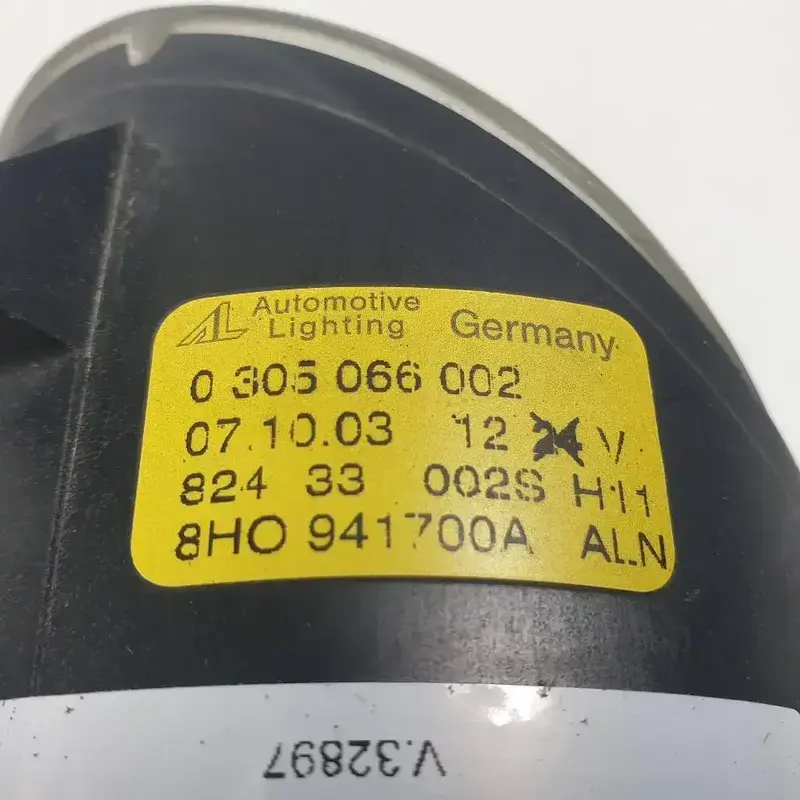 AL Automotive
Lighting Germany
0 305 066 002
07.10.03 12 24 V
824 33 002S H11
8H0 941700A ALN
V.32897